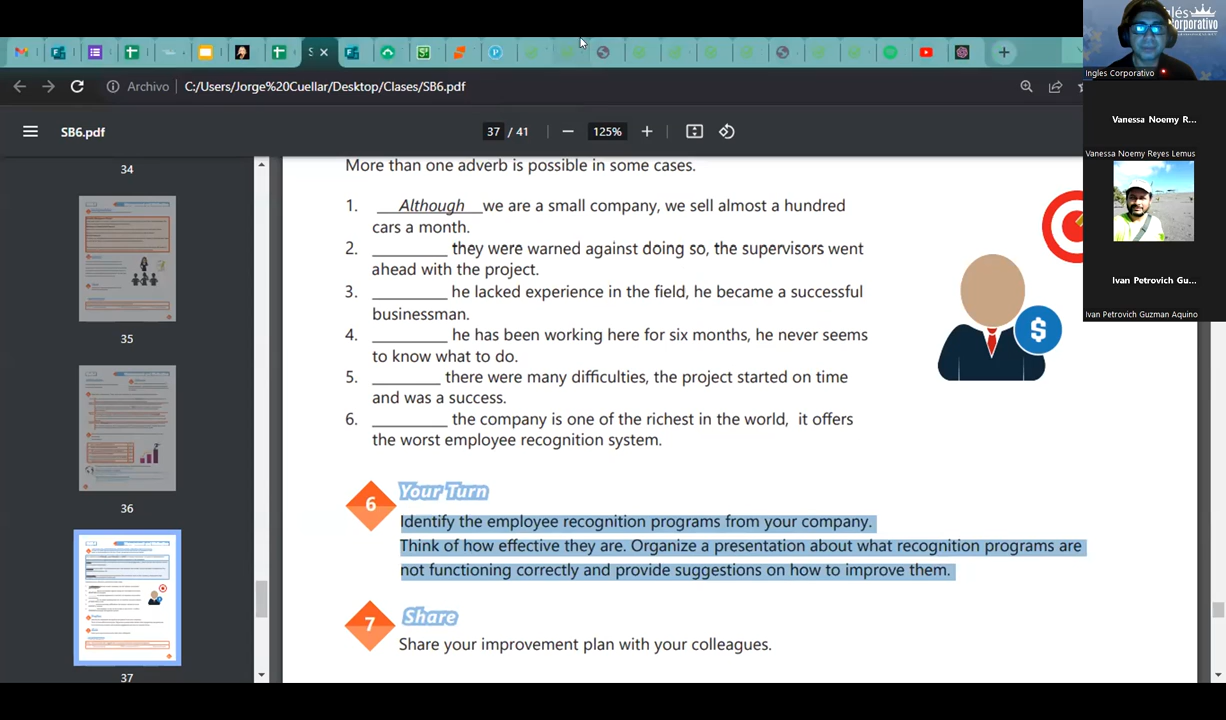 Archivo
C:/Users/Jorge%20Cuellar/Desktop/Clases/SB6.pdf
SB6.pdf
37 / 41
125%
34
35
36
37
More than one adverb is possible in some cases.
1. __Although__we are a small company, we sell almost a hundred
cars a month.
2. ________ they were warned against doing so, the supervisors went
ahead with the project.
3. ________ he lacked experience in the field, he became a successful
businessman.
4. ________ he has been working here for six months, he never seems
to know what to do.
5. ________ there were many difficulties, the project started on time
and was a success.
6. ________ the company is one of the richest in the world, it offers
the worst employee recognition system.
$
6 Your Turn
Identify the employee recognition programs from your company.
Think of how effective they are. Organize a presentation about what recognition programs are
not functioning correctly and provide suggestions on how to improve them.
7 Share
Share your improvement plan with your colleagues.
Ingles Corporativo
Vanessa Noemy R...
Vanessa Noemy Reyes Lemus
Ivan Petrovich Gu...
Ivan Petrovich Guzman Aquino